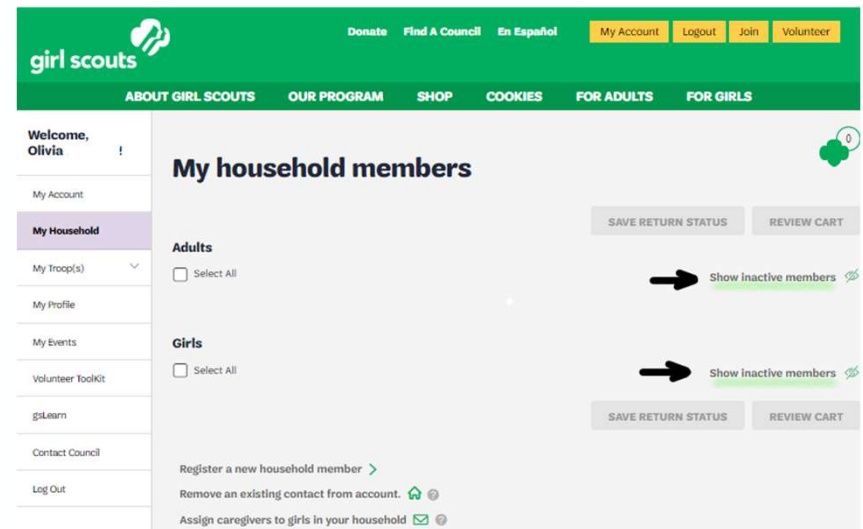 girl scouts
Donate Find A Council En Español My Account Logout Join Volunteer
ABOUT GIRL SCOUTS OUR PROGRAM SHOP COOKIES FOR ADULTS FOR GIRLS
Welcome,
Olivia !
My Account
My Household
My Troop(s)
My Profile
My Events
Volunteer ToolKit
gsLearn
Contact Council
Log Out
0
My household members
SAVE RETURN STATUS REVIEW CART
Adults
Select All
Show inactive members
Girls
Select All
Show inactive members
SAVE RETURN STATUS REVIEW CART
Register a new household member >
Remove an existing contact from account. ?
Assign caregivers to girls in your household ?